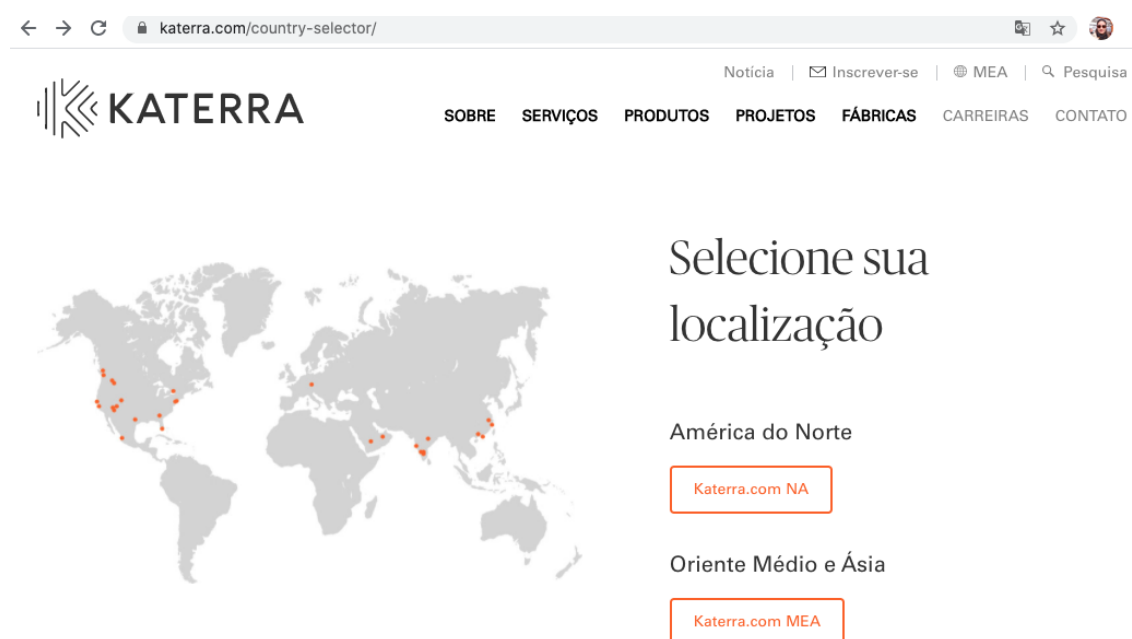 katerra.com/country-selector/
Notícia Inscrever-se MEA Pesquisa
KATERRA
SOBRE SERVIÇOS PRODUTOS PROJETOS FÁBRICAS CARREIRAS CONTATO
Selecione sua
localização
América do Norte
Katerra.com NA
Oriente Médio e Ásia
Katerra.com MEA